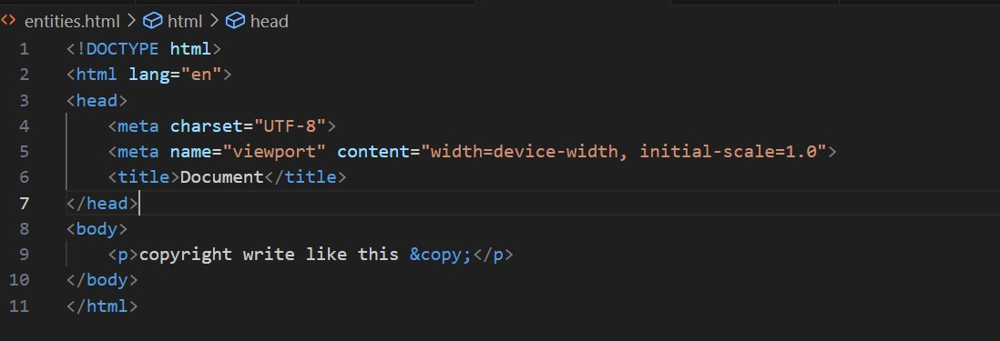 entities.html > html > head
1 <!DOCTYPE html>
2 <html lang="en">
3 <head>
4     <meta charset="UTF-8">
5     <meta name="viewport" content="width=device-width, initial-scale=1.0">
6     <title>Document</title>
7 </head>
8 <body>
9     <p>copyright write like this &copy;</p>
10 </body>
11 </html>